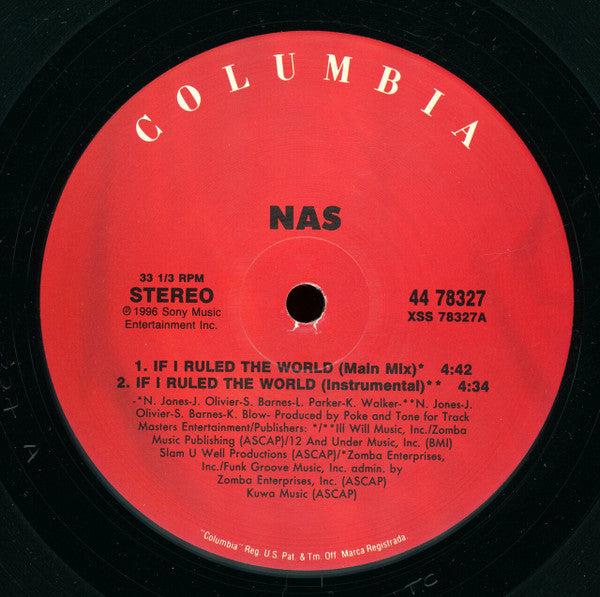 COLUMBIA
NAS
33 1/3 RPM
STEREO
℗ 1996 Sony Music
Entertainment Inc.
44 78327
XSS 78327A
1. IF I RULED THE WORLD (Main Mix)* 4:42
2. IF I RULED THE WORLD (Instrumental)** 4:34
-*N. Jones-J. Olivier-S. Barnes-L. Parker-K. Walker-**N. Jones-J.
Olivier-S. Barnes-K. Blow- Produced by Poke and Tone for Track
Masters Entertainment/Publishers: */**Ill Will Music, Inc./Zomba
Music Publishing (ASCAP)/12 And Under Music, Inc. (BMI)
Slam U Well Productions (ASCAP)/*Zomba Enterprises,
Inc./Funk Groove Music, Inc. admin. by
Zomba Enterprises, Inc. (ASCAP)
Kuwa Music (ASCAP)
"Columbia" Reg. U.S. Pat. & Tm. Off. Marca Registrada.